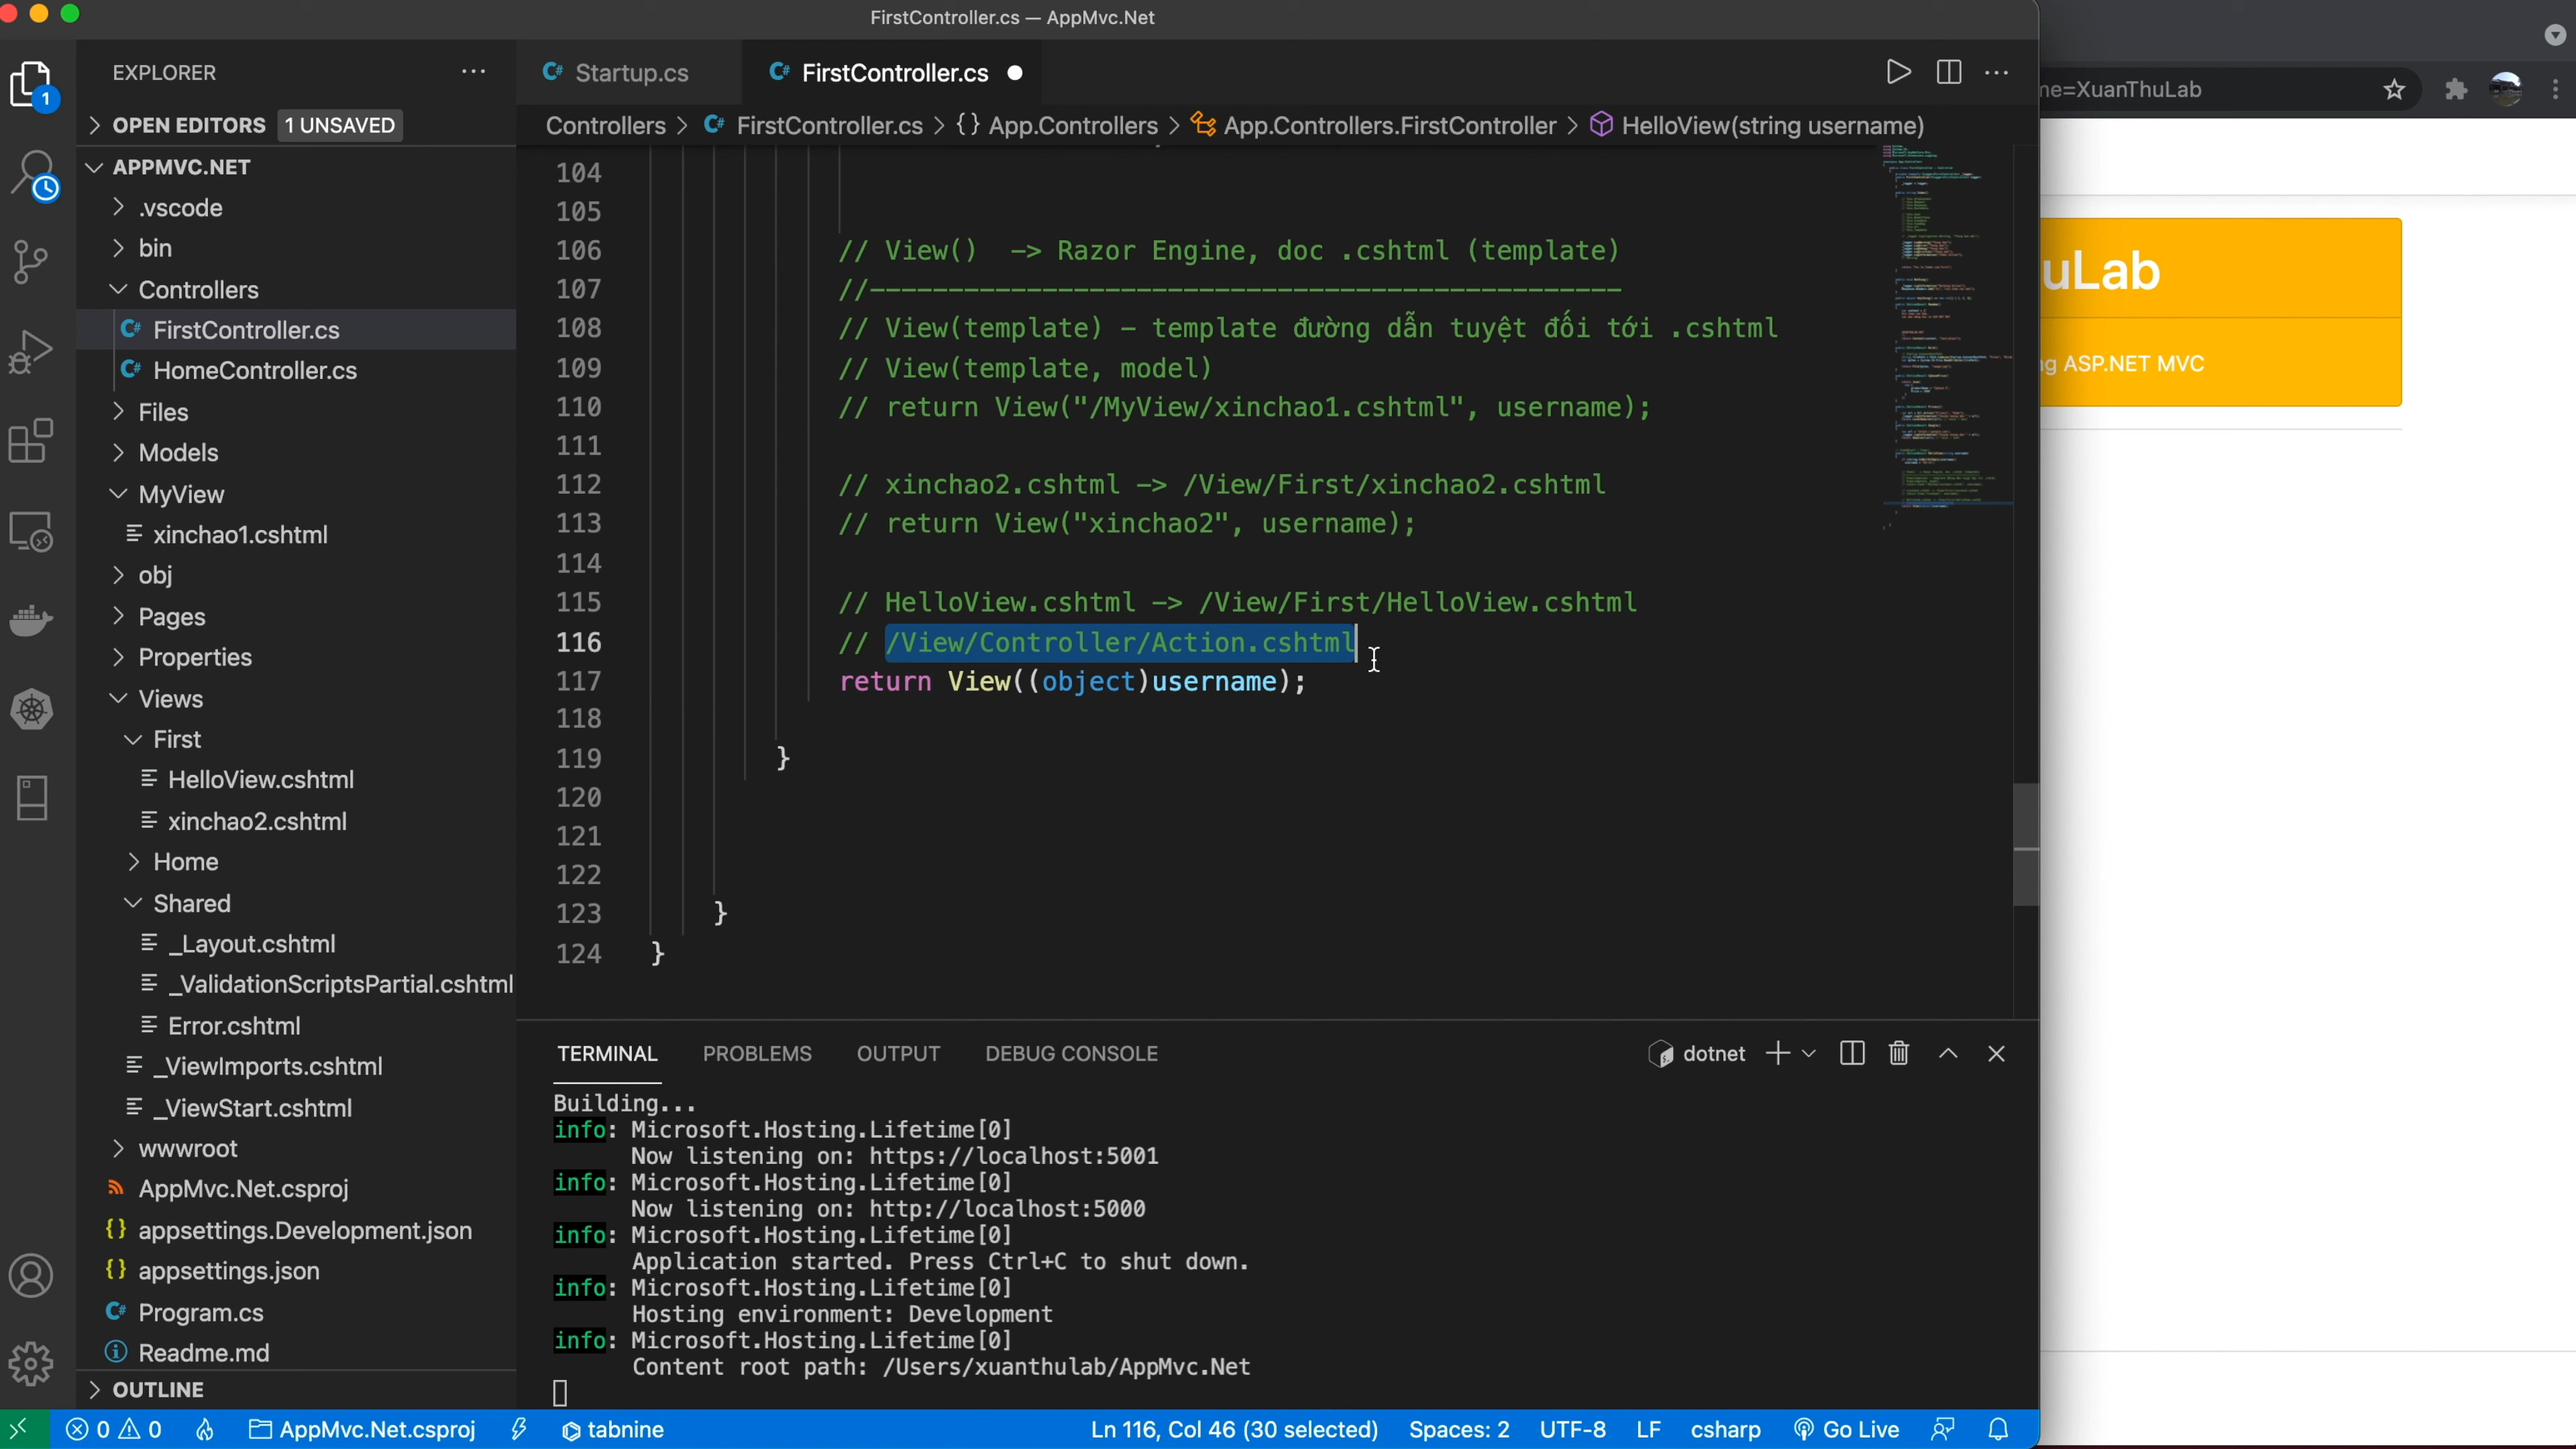 FirstController.cs — AppMvc.Net
EXPLORER
OPEN EDITORS 1 UNSAVED
APPMVC.NET
.vscode
bin
Controllers
FirstController.cs
HomeController.cs
Files
Models
MyView
xinchao1.cshtml
obj
Pages
Properties
Views
First
HelloView.cshtml
xinchao2.cshtml
Home
Shared
_Layout.cshtml
_ValidationScriptsPartial.cshtml
Error.cshtml
_ViewImports.cshtml
_ViewStart.cshtml
wwwroot
AppMvc.Net.csproj
appsettings.Development.json
appsettings.json
Program.cs
Readme.md
OUTLINE
Startup.cs
FirstController.cs
Controllers > FirstController.cs > {} App.Controllers > App.Controllers.FirstController > HelloView(string username)
104
105
106 // View()  -> Razor Engine, doc .cshtml (template)
107 //------------------------------------------------
108 // View(template) - template đường dẫn tuyệt đối tới .cshtml
109 // View(template, model)
110 // return View("/MyView/xinchao1.cshtml", username);
111
112 // xinchao2.cshtml -> /View/First/xinchao2.cshtml
113 // return View("xinchao2", username);
114
115 // HelloView.cshtml -> /View/First/HelloView.cshtml
116 // /View/Controller/Action.cshtml
117 return View((object)username);
118
119 }
120
121
122
123 }
124 }
TERMINAL PROBLEMS OUTPUT DEBUG CONSOLE
dotnet
Building...
info: Microsoft.Hosting.Lifetime[0]
Now listening on: https://localhost:5001
info: Microsoft.Hosting.Lifetime[0]
Now listening on: http://localhost:5000
info: Microsoft.Hosting.Lifetime[0]
Application started. Press Ctrl+C to shut down.
info: Microsoft.Hosting.Lifetime[0]
Hosting environment: Development
info: Microsoft.Hosting.Lifetime[0]
Content root path: /Users/xuanthulab/AppMvc.Net
0 0 AppMvc.Net.csproj tabnine Ln 116, Col 46 (30 selected) Spaces: 2 UTF-8 LF csharp Go Live
1
me=XuanThuLab
uLab
g ASP.NET MVC